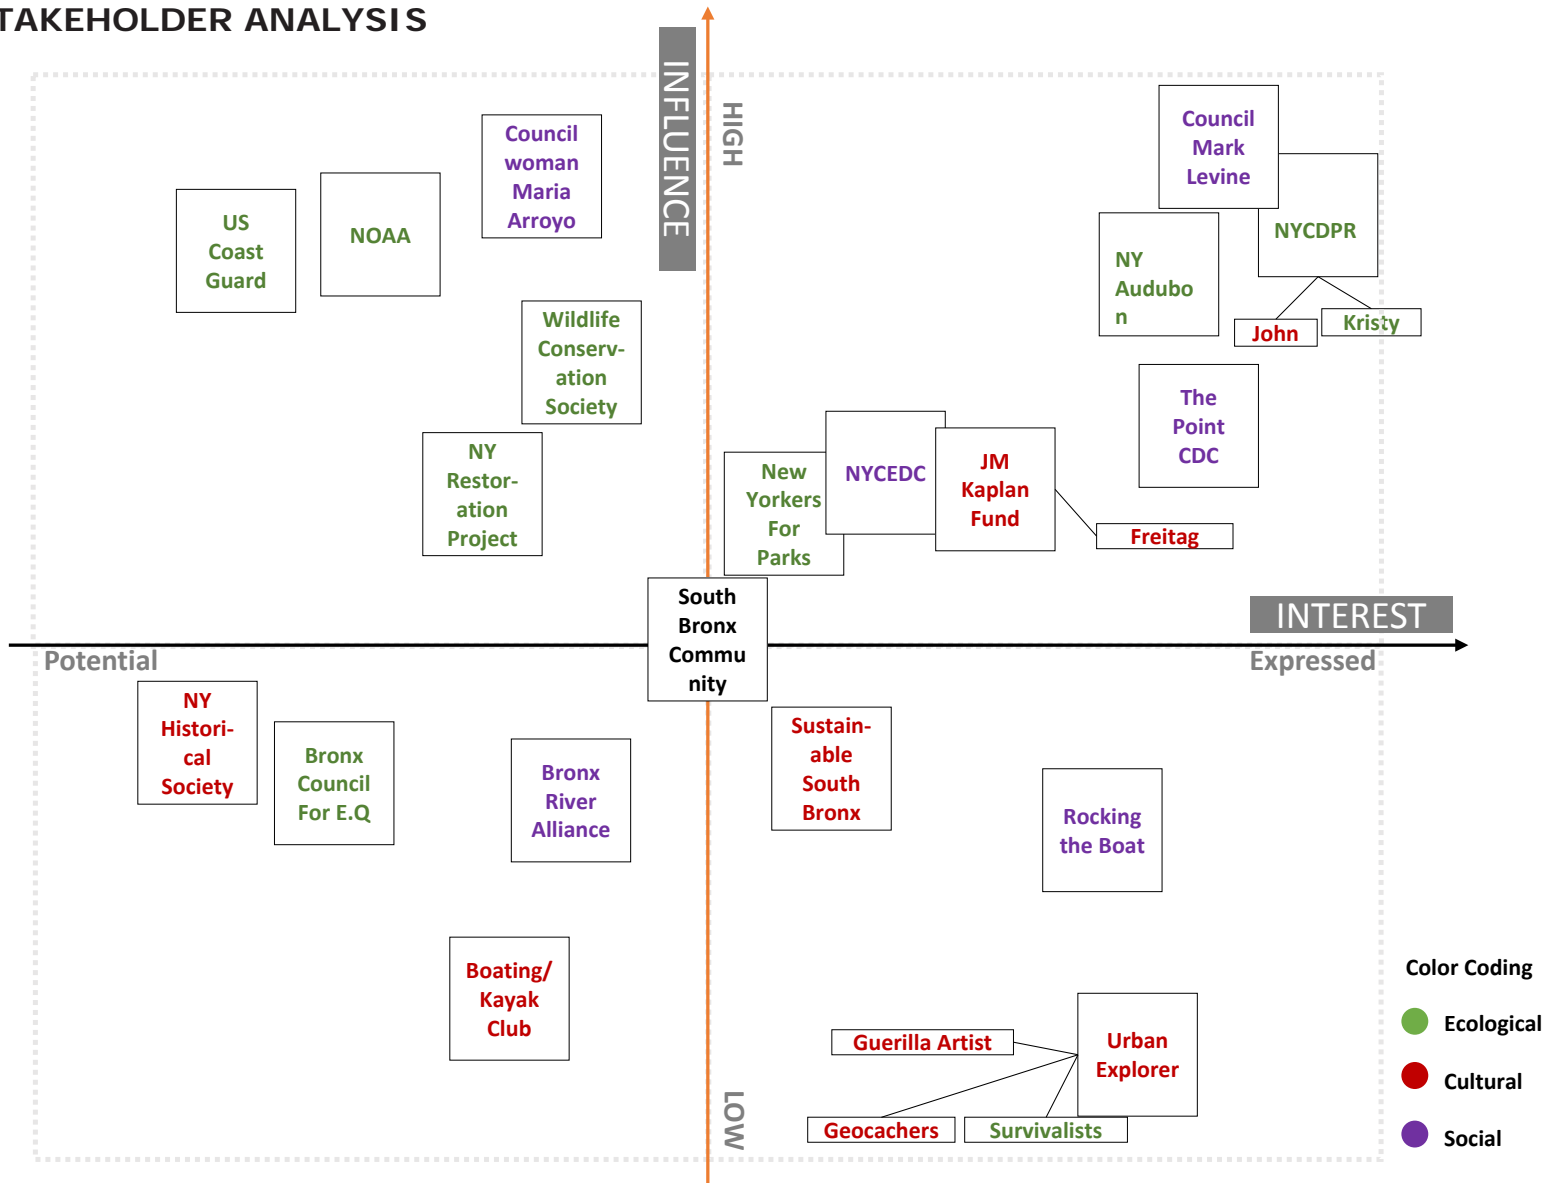 TAKEHOLDER ANALYSIS
INFLUENCE
HIGH
Council
woman
Maria
Arroyo
Council
Mark
Levine
US
Coast
Guard
NOAA
NYCDPR
NY
Audubo
n
John
Kristy
Wildlife
Conserv-
ation
Society
The
Point
CDC
NY
Restor-
ation
Project
New
Yorkers
For
Parks
NYCEDC
JM
Kaplan
Fund
Freitag
South
Bronx
Commu
nity
INTEREST
Potential
Expressed
NY
Histori-
cal
Society
Bronx
Council
For E.Q
Bronx
River
Alliance
Sustain-
able
South
Bronx
Rocking
the Boat
Boating/
Kayak
Club
Guerilla Artist
Urban
Explorer
Geocachers
Survivalists
LOW
Color Coding
Ecological
Cultural
Social